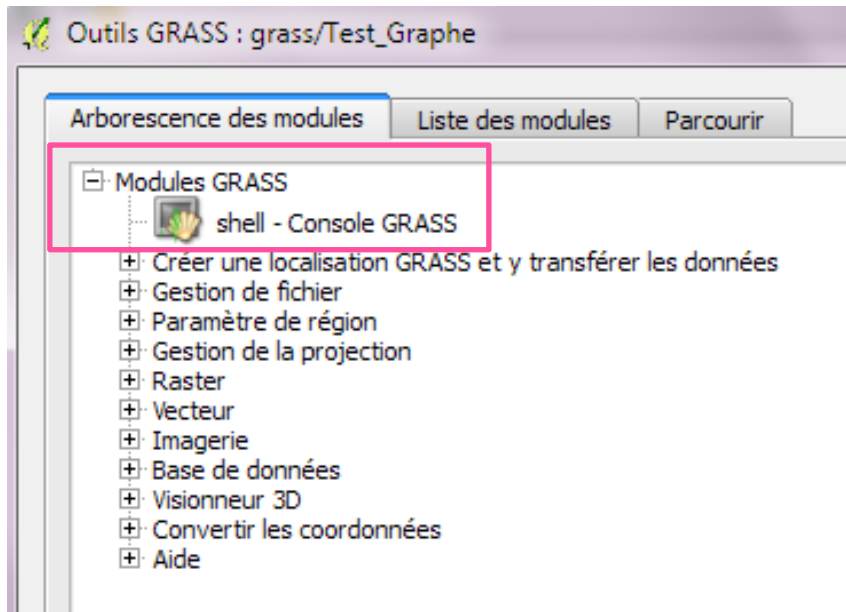 Outils GRASS : grass/Test_Graphe
Arborescence des modules Liste des modules Parcourir
Modules GRASS
shell - Console GRASS
Créer une localisation GRASS et y transférer les données
Gestion de fichier
Paramètre de région
Gestion de la projection
Raster
Vecteur
Imagerie
Base de données
Visionneur 3D
Convertir les coordonnées
Aide